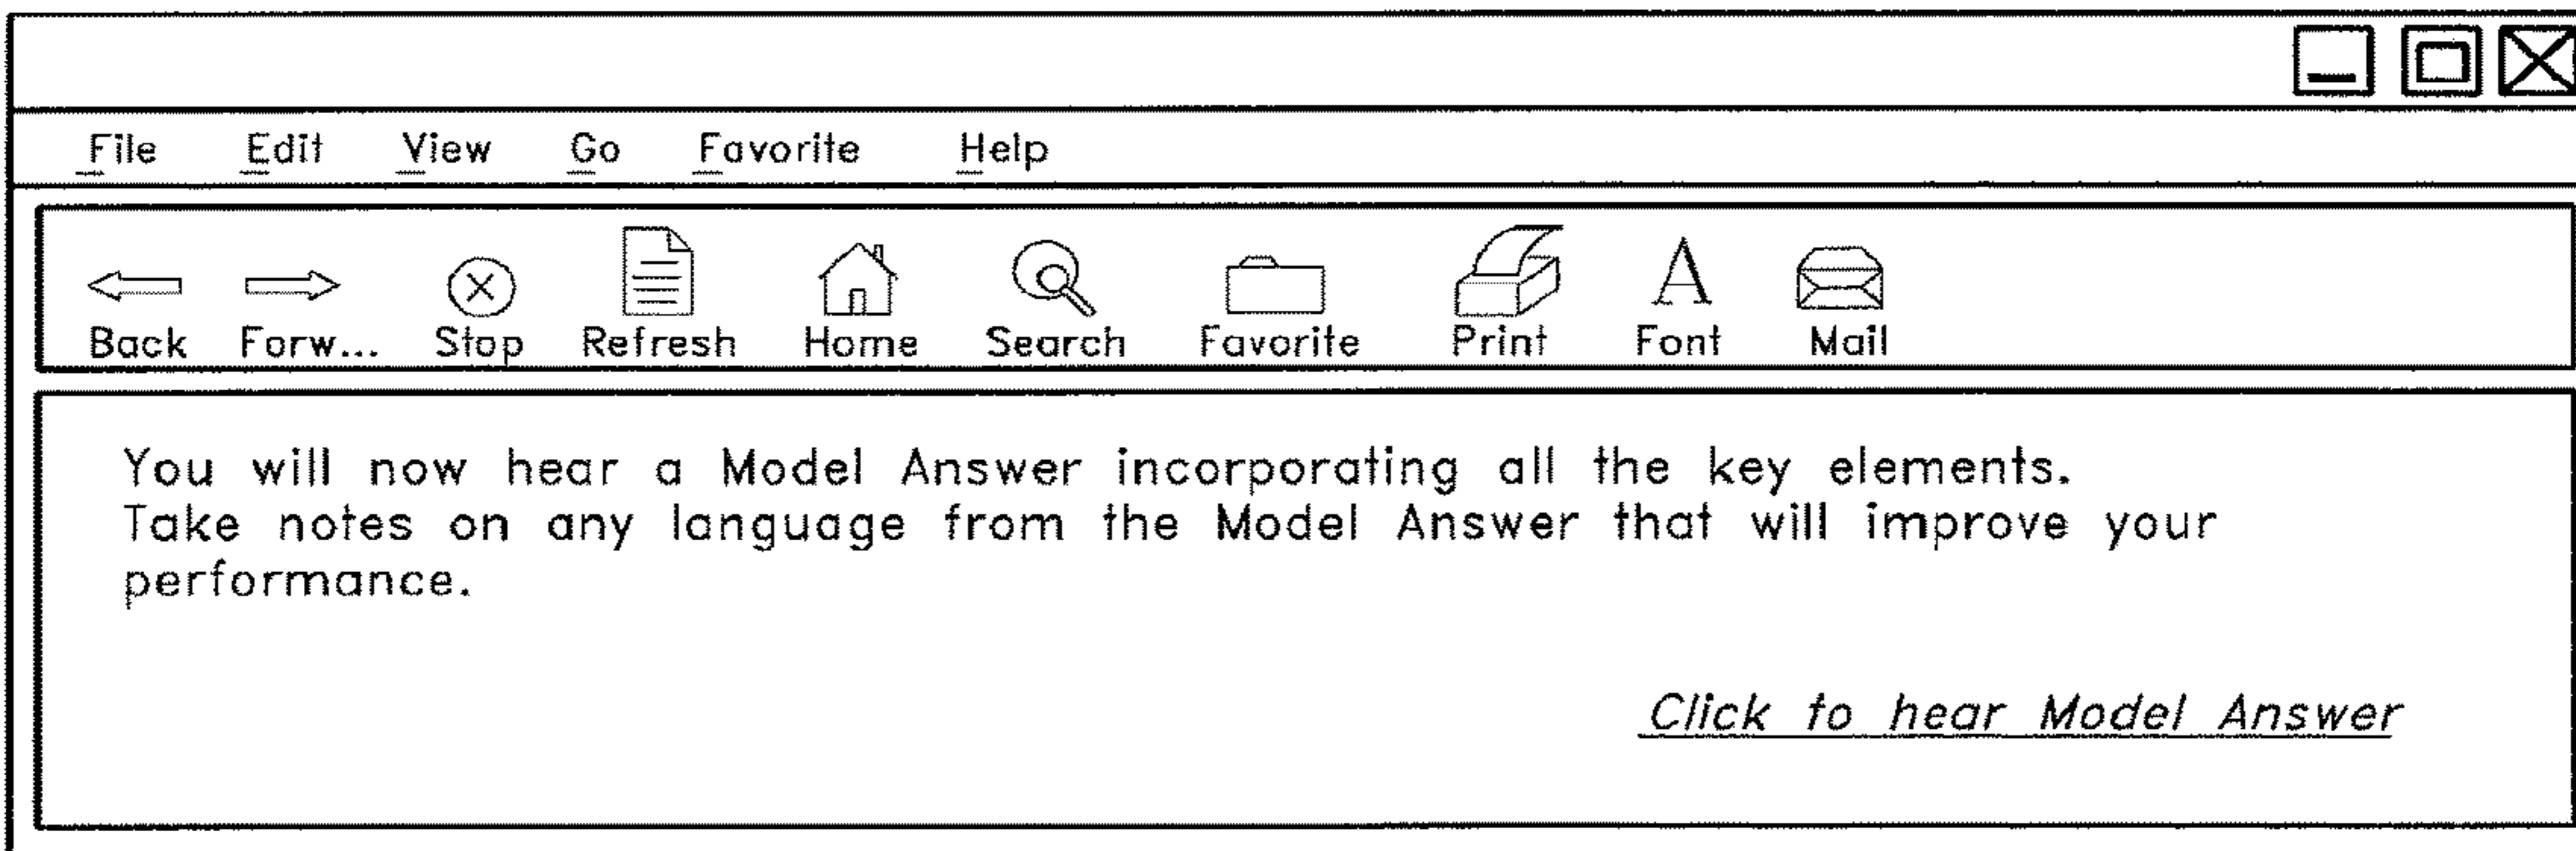 File Edit View Go Favorite Help
Back Forw... Stop Refresh Home Search Favorite Print Font Mail
You will now hear a Model Answer incorporating all the key elements.
Take notes on any language from the Model Answer that will improve your
performance.
Click to hear Model Answer